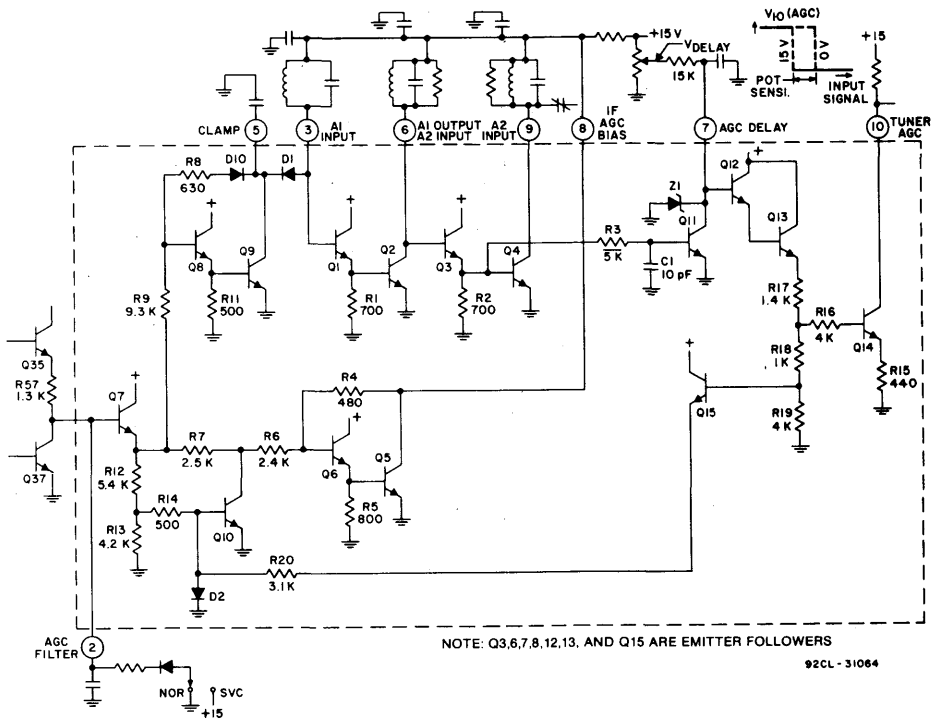 +15V
VDELAY
15K
V10 (AGC)
15V
0V
POT SENSI.
INPUT SIGNAL
+15
CLAMP
5
3
A1 INPUT
6
A1 OUTPUT
A2 INPUT
A2 INPUT
9
8
IF AGC BIAS
7
AGC DELAY
10
TUNER AGC
R8
630
D10
D1
+
Q8
Q9
R11
500
R9
9.3 K
+
Q1
Q2
R1
700
+
Q3
Q4
R2
700
R3
5K
C1
10 pF
Z1
Q11
Q12
+
Q13
R17
1.4 K
R16
4K
R18
1K
Q14
R15
440
R19
4K
+
Q15
Q35
R57
1.3 K
Q37
Q7
+
R12
5.4 K
R13
4.2 K
R7
2.5 K
R14
500
Q10
R6
2.4 K
R4
480
+
Q6
Q5
R5
800
R20
3.1 K
D2
AGC FILTER
2
NOR
SVC
+15
NOTE: Q3,6,7,8,12,13, AND Q15 ARE EMITTER FOLLOWERS
92CL-31064